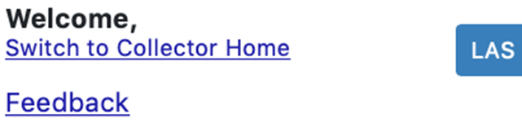 Welcome,
Switch to Collector Home
LAS
Feedback